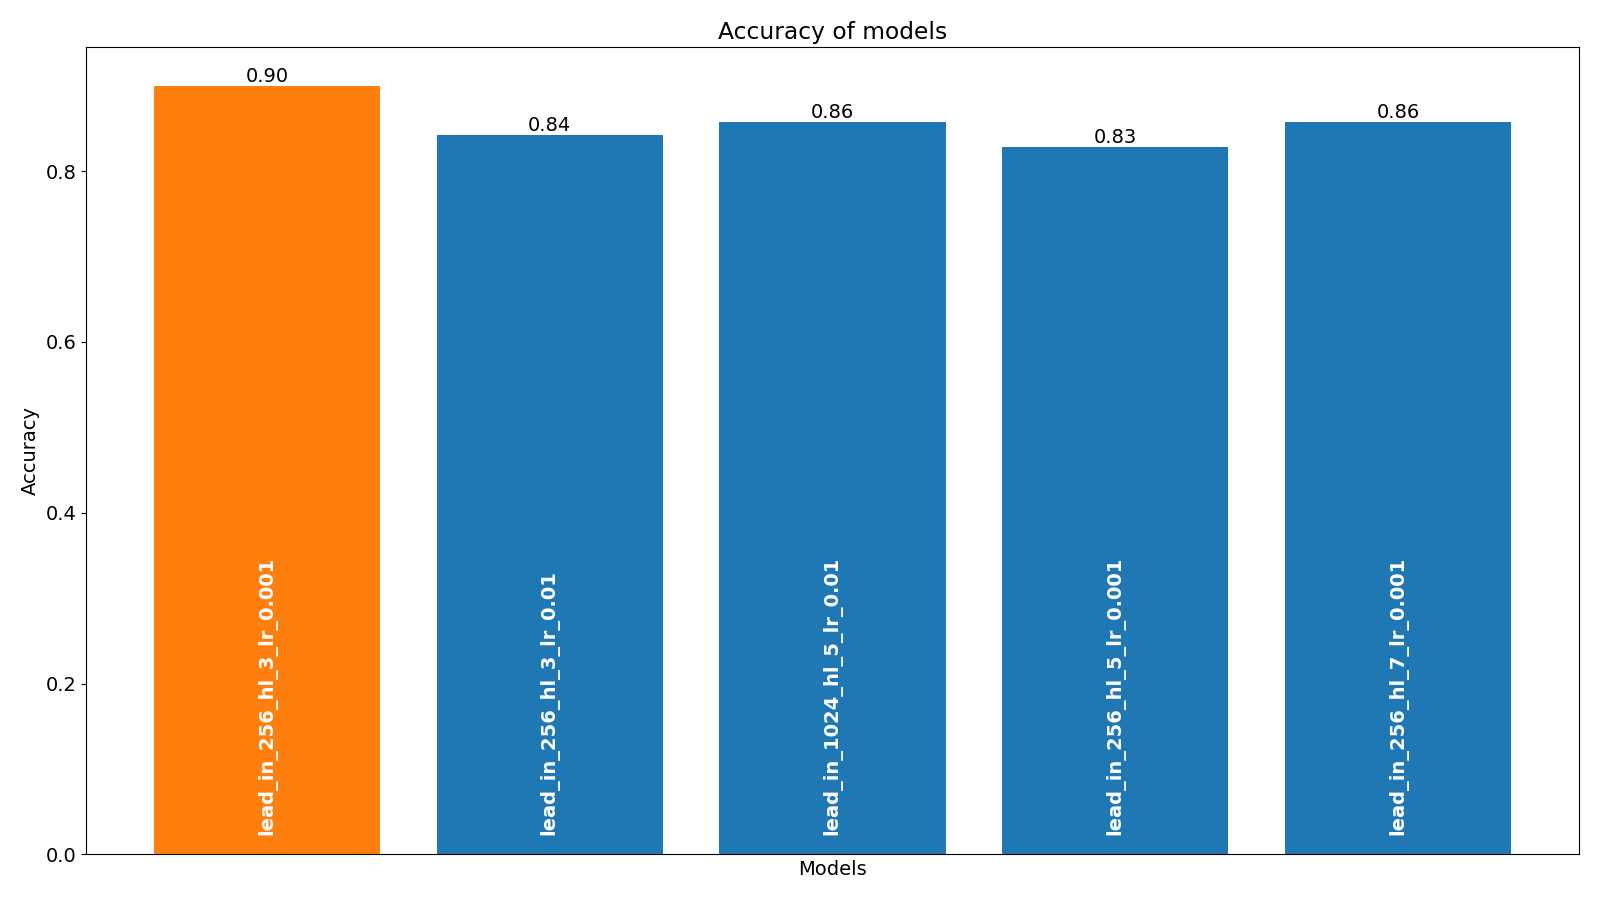 Accuracy of models
0.90
0.84
0.86
0.83
0.86
0.8
0.6
0.4
0.2
0.0
Accuracy
lead_in_256_hl_3_lr_0.001
lead_in_256_hl_3_lr_0.01
lead_in_1024_hl_5_lr_0.01
lead_in_256_hl_5_lr_0.001
lead_in_256_hl_7_lr_0.001
Models